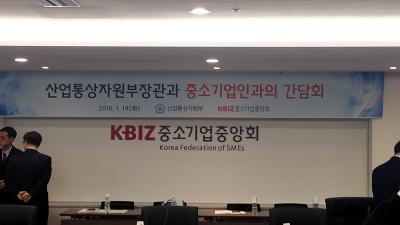 산업통상자원부장관과 중소기업인과의 간담회
2016. 1. 19(화) 산업통상자원부 K·BIZ 중소기업중앙회
K·BIZ 중소기업중앙회
Korea Federation of SMEs